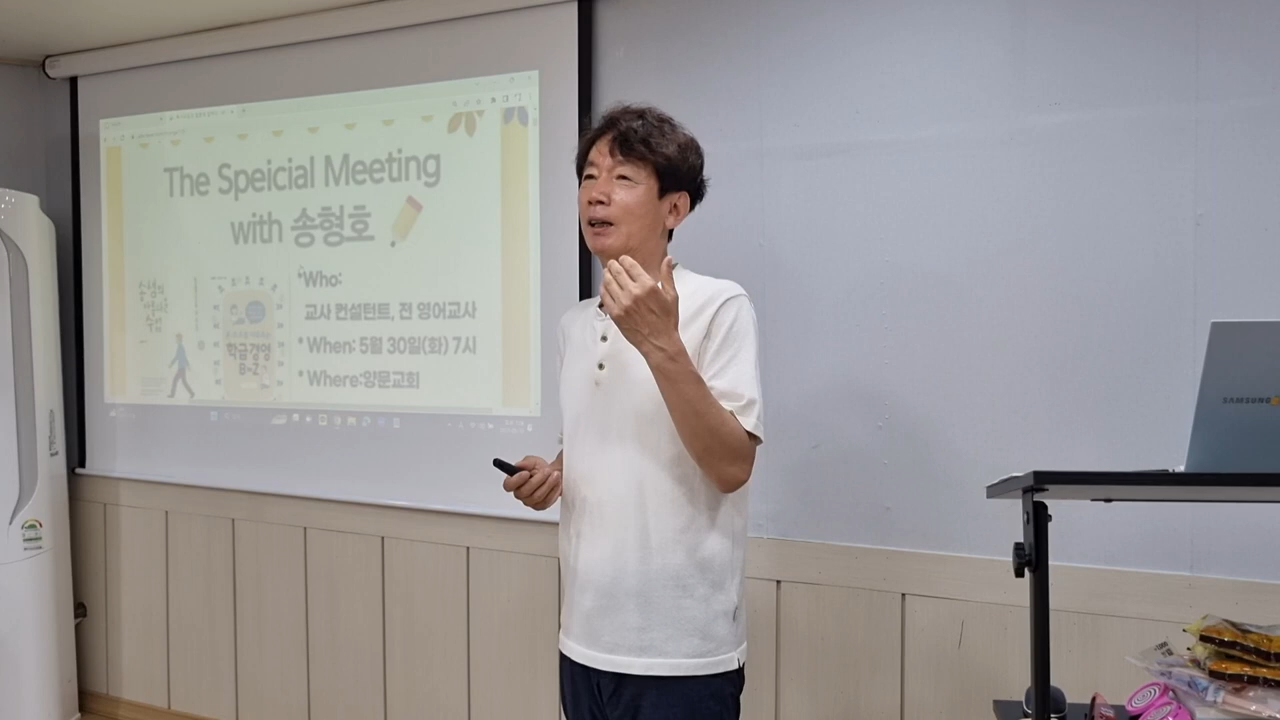 The Speicial Meeting
with 송형호
*Who:
교사 컨설턴트, 전 영어교사
* When: 5월 30일(화) 7시
* Where:양문교회
학급경영
B-Z
SAMSUNG